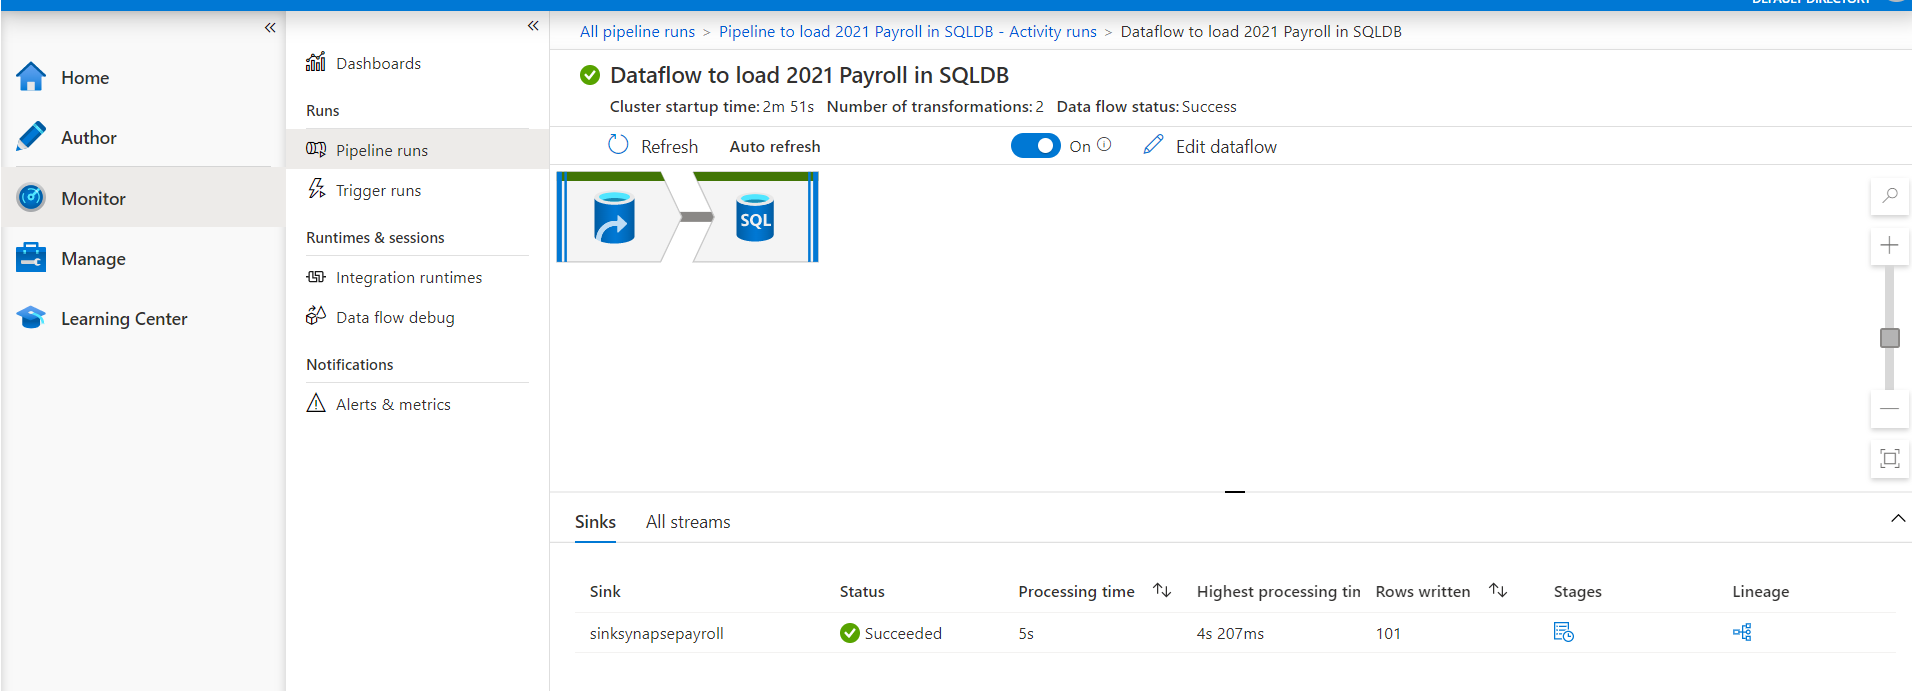 DEFAULT DIRECTORY
Home
Author
Monitor
Manage
Learning Center
Dashboards
Runs
Pipeline runs
Trigger runs
Runtimes & sessions
Integration runtimes
Data flow debug
Notifications
Alerts & metrics
All pipeline runs > Pipeline to load 2021 Payroll in SQLDB - Activity runs > Dataflow to load 2021 Payroll in SQLDB
Dataflow to load 2021 Payroll in SQLDB
Cluster startup time: 2m 51s Number of transformations: 2 Data flow status: Success
Refresh Auto refresh On Edit dataflow
SQL
Sinks All streams
Sink Status Processing time Highest processing tin Rows written Stages Lineage
sinksynapsepayroll Succeeded 5s 4s 207ms 101